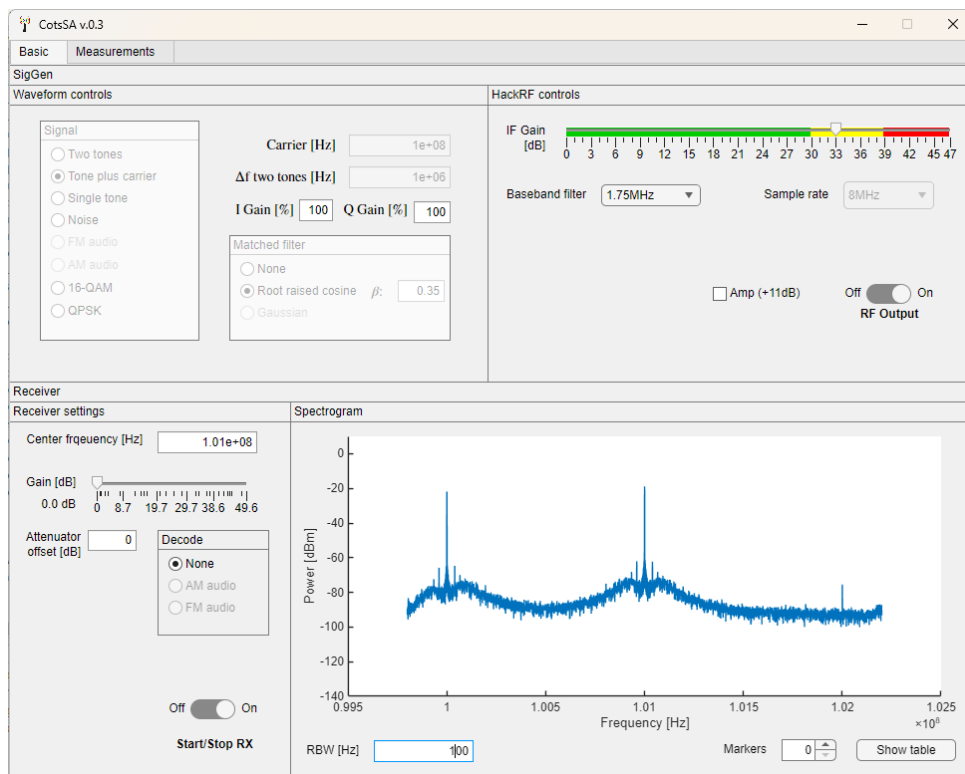 CotsSA v.0.3
Basic Measurements
SigGen
Waveform controls
HackRF controls
Signal
Two tones
Tone plus carrier
Single tone
Noise
FM audio
AM audio
16-QAM
QPSK
Carrier [Hz] 1e+08
Δf two tones [Hz] 1e+06
I Gain [%] 100 Q Gain [%] 100
Matched filter
None
Root raised cosine β: 0.35
Gaussian
IF Gain
[dB]
0 3 6 9 12 15 18 21 24 27 30 33 36 39 42 45 47
Baseband filter 1.75MHz Sample rate 8MHz
Amp (+11dB) Off On
RF Output
Receiver
Receiver settings
Center frqeuency [Hz] 1.01e+08
Gain [dB]
0.0 dB
0 8.7 19.7 29.7 38.6 49.6
Attenuator
offset [dB]
0
Decode
None
AM audio
FM audio
Off On
Start/Stop RX
Spectrogram
Power [dBm]
0
-20
-40
-60
-80
-100
-120
-140
0.995 1 1.005 1.01 1.015 1.02 1.025
Frequency [Hz]
×10⁸
RBW [Hz] 100 Markers 0 Show table